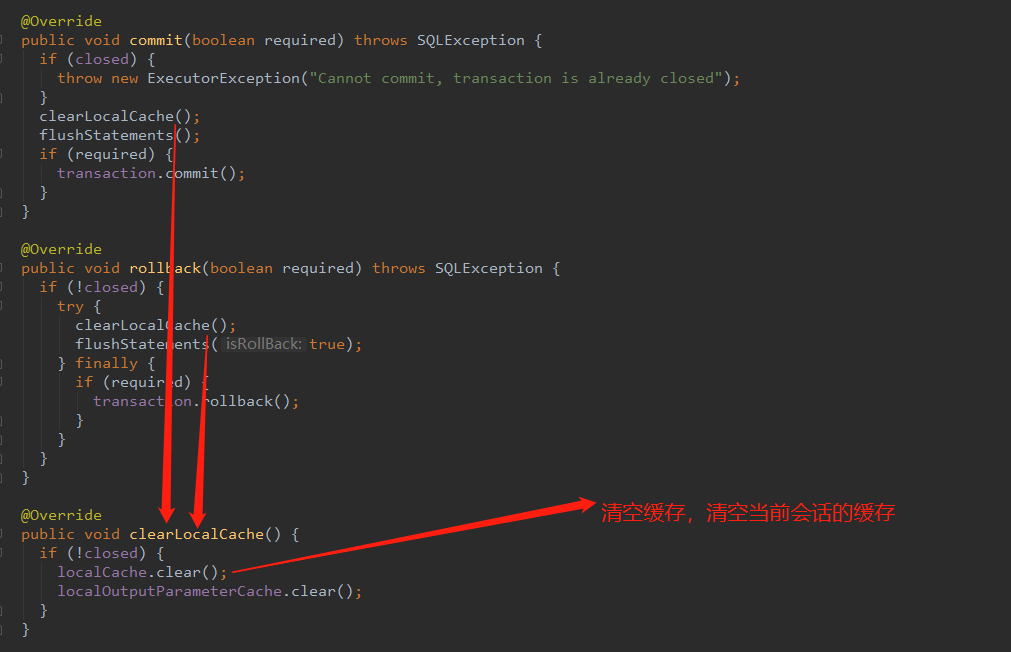 @Override
public void commit(boolean required) throws SQLException {
if (closed) {
throw new ExecutorException("Cannot commit, transaction is already closed");
}
clearLocalCache();
flushStatements();
if (required) {
transaction.commit();
}
}
@Override
public void rollback(boolean required) throws SQLException {
if (!closed) {
try {
clearLocalCache();
flushStatements( isRollBack: true);
} finally {
if (required) {
transaction.rollback();
}
}
}
}
@Override
public void clearLocalCache() {
if (!closed) {
localCache.clear();
localOutputParameterCache.clear();
}
}
清空缓存，清空当前会话的缓存